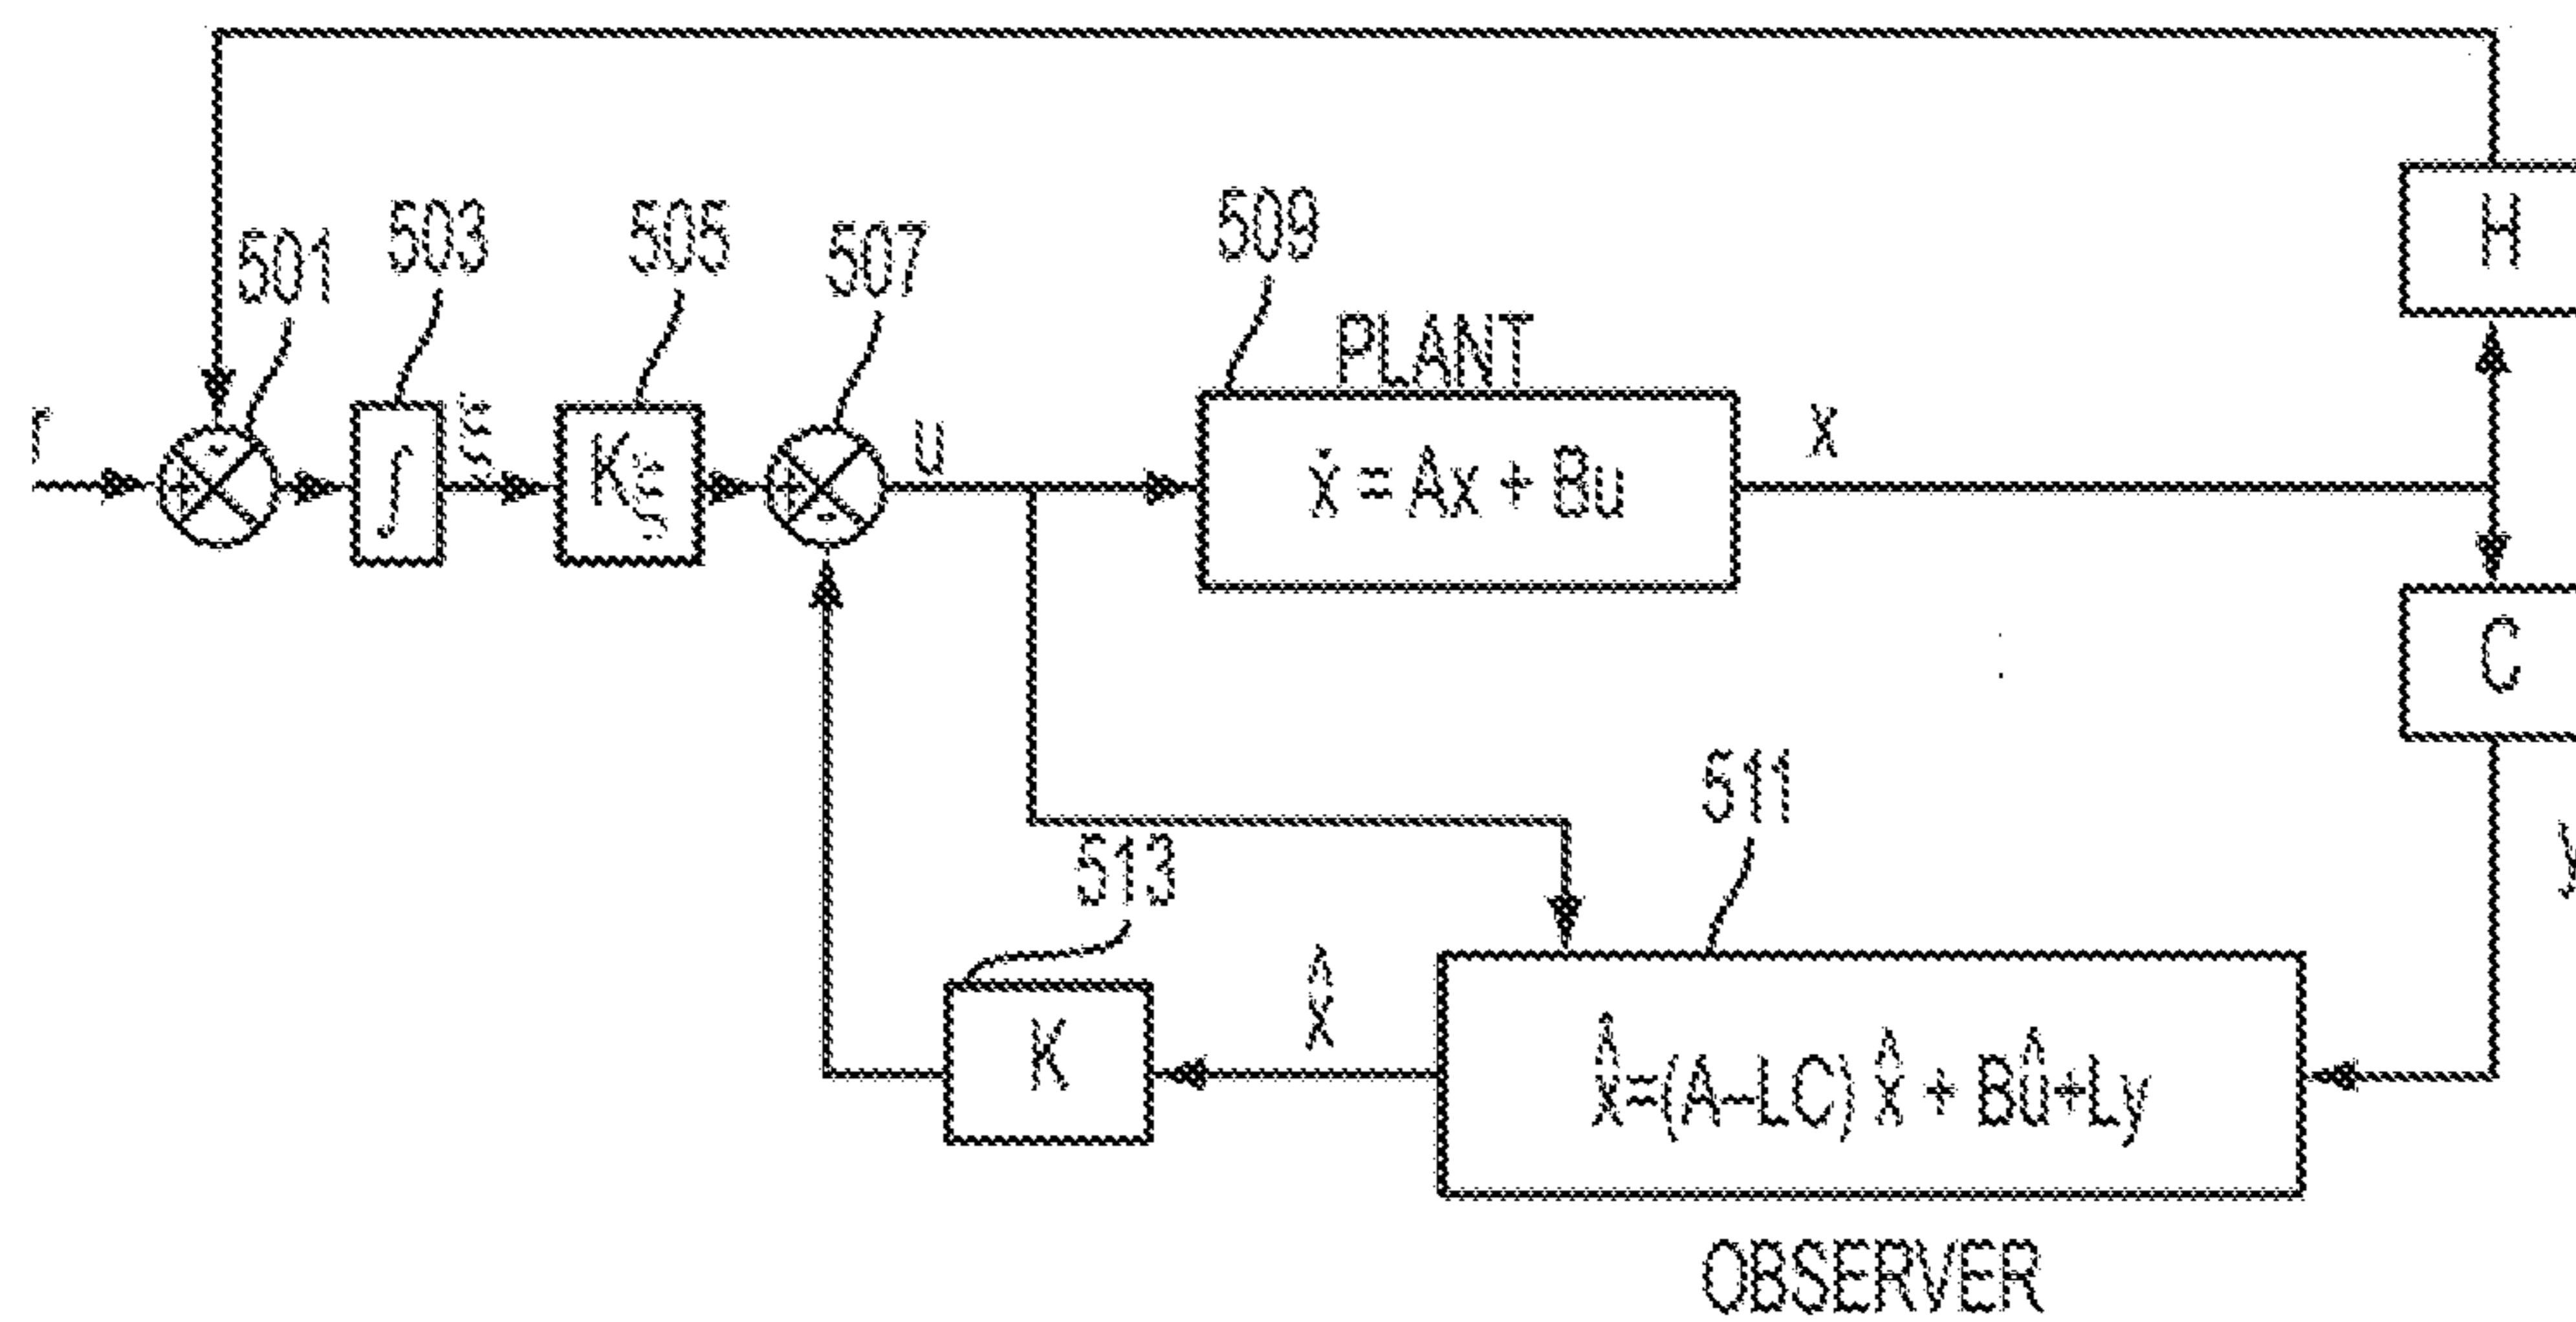 501
503
505
507
509
PLANT
H
r
+
-
∫
ξ
Kξ
+
-
u
ẋ = Ax + Bu
x
C
511
513
y
K
x̂
x̂=(A-LC) x̂ + Bû+Ly
OBSERVER